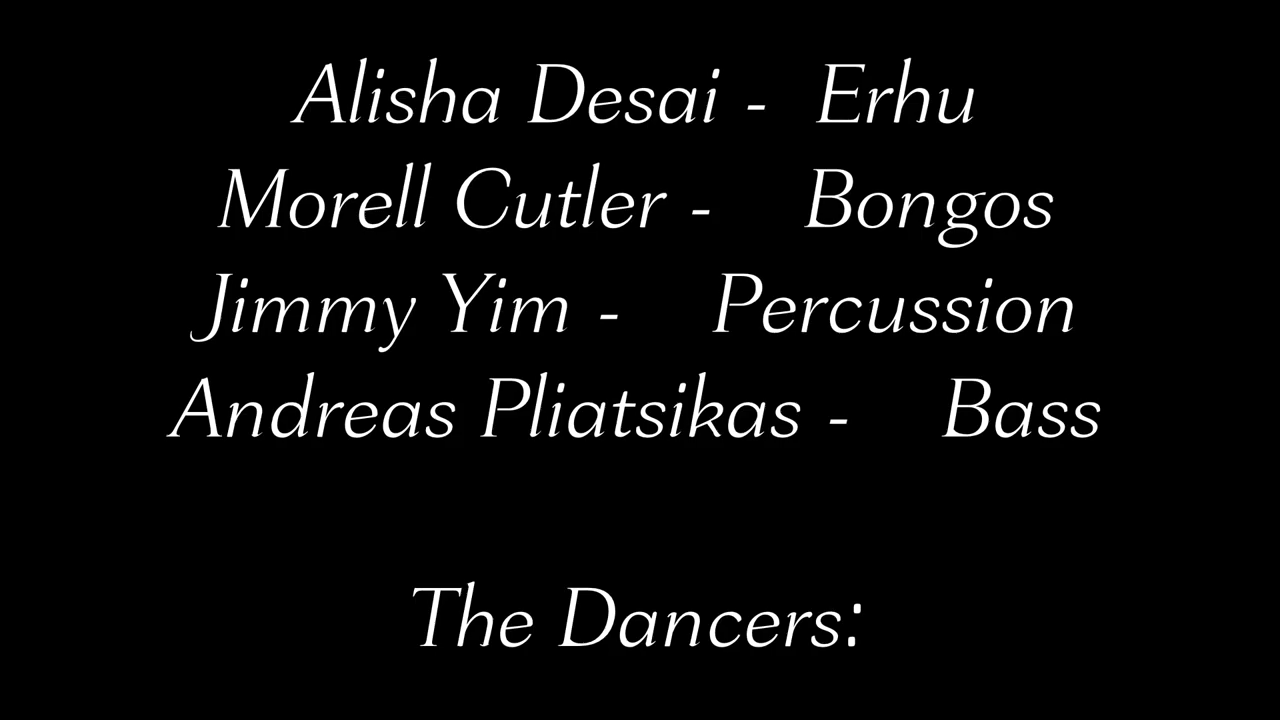 Alisha Desai - Erhu
Morell Cutler - Bongos
Jimmy Yim - Percussion
Andreas Pliatsikas - Bass
The Dancers: